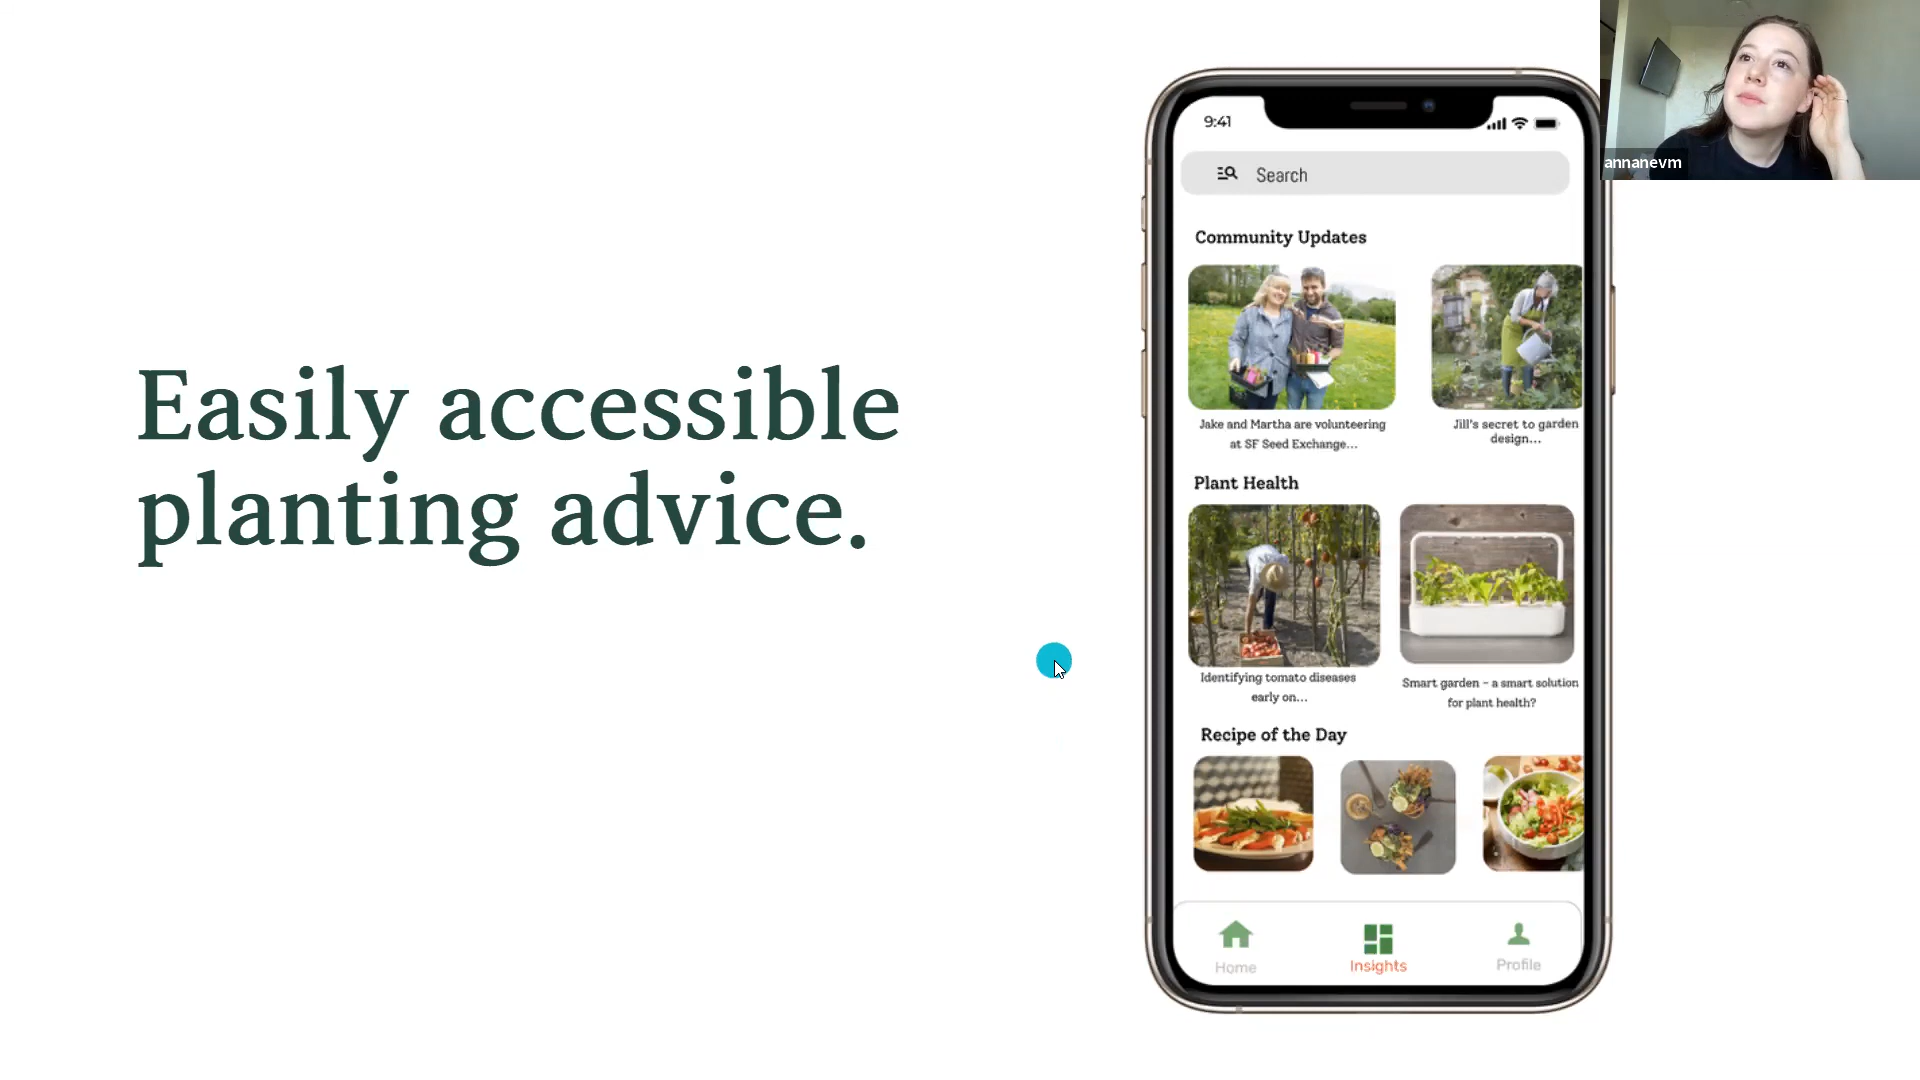 Easily accessible
planting advice.
9:41
Search
Community Updates
Jake and Martha are volunteering
at SF Seed Exchange...
Jill's secret to garden
design...
Plant Health
Identifying tomato diseases
early on...
Smart garden - a smart solution
for plant health?
Recipe of the Day
Home
Insights
Profile
annanevm